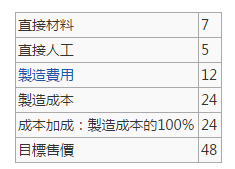 直接材料 7
直接人工 5
製造費用 12
製造成本 24
成本加成：製造成本的100% 24
目標售價 48